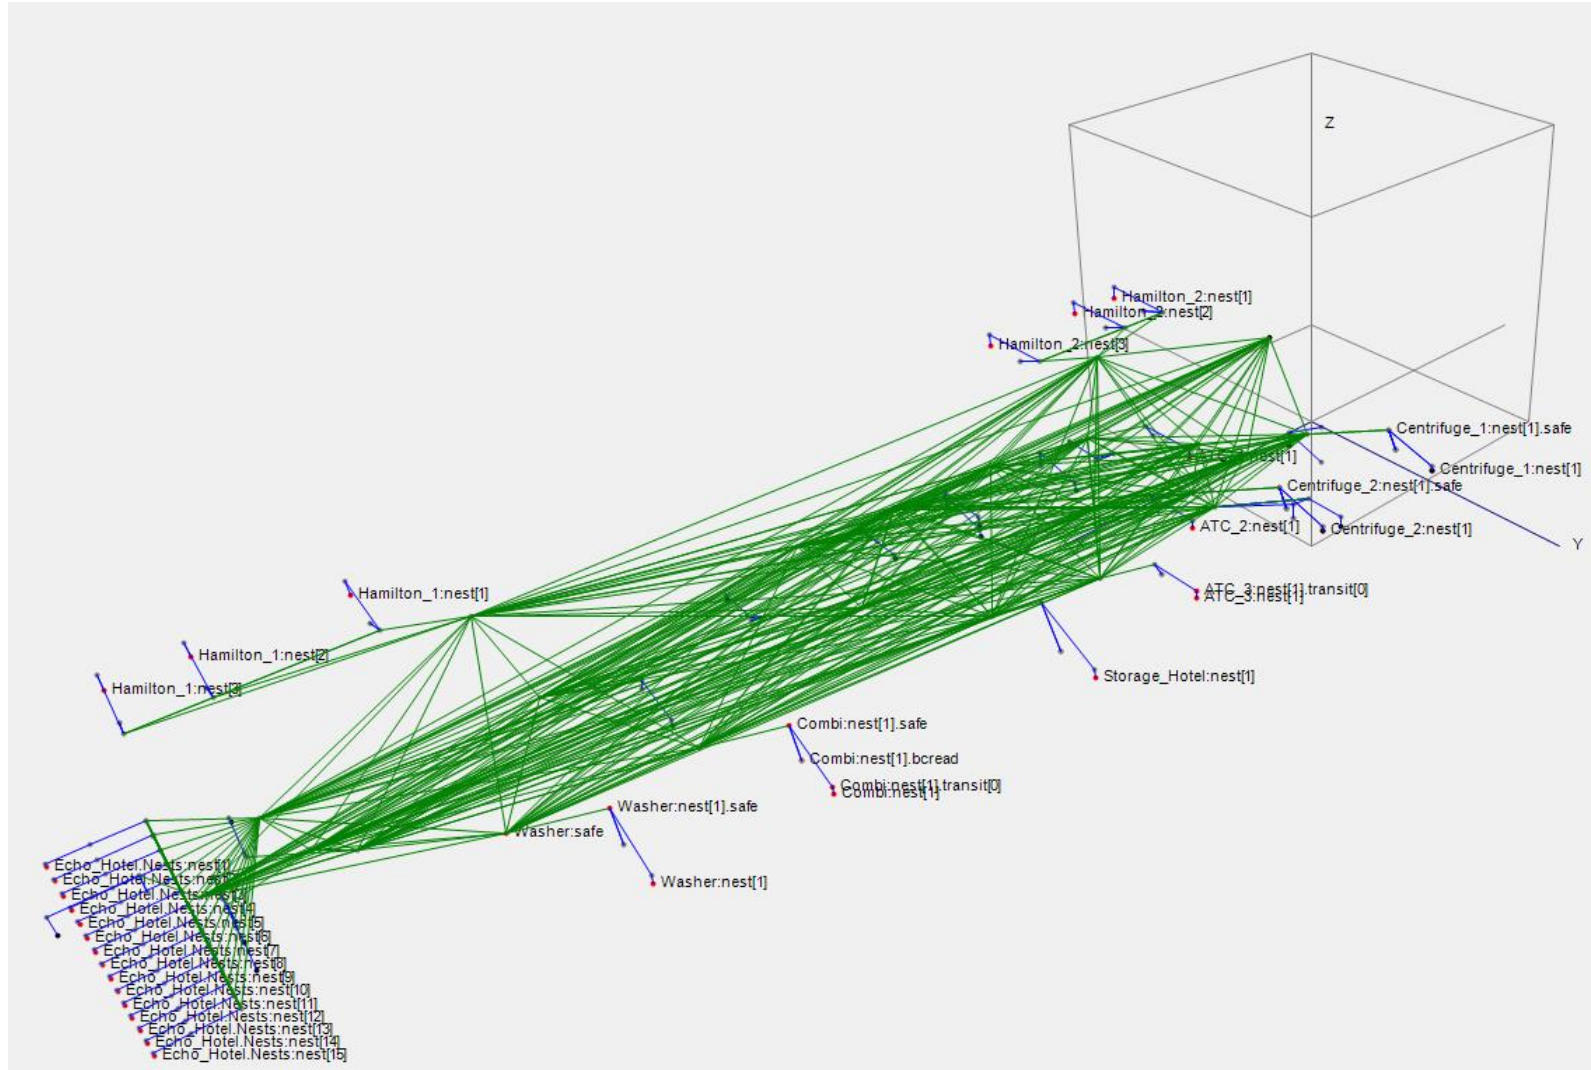 Z
Hamilton_2:nest[1]
Hamilton_2:nest[2]
Hamilton_2:nest[3]
Centrifuge_1:nest[1].safe
Centrifuge_1:nest[1]
Centrifuge_2:nest[1].safe
ATC_2:nest[1]
Centrifuge_2:nest[1]
Y
Hamilton_1:nest[1]
ATC_3:nest[1].transit[0]
ATC_3:nest[1]
Hamilton_1:nest[2]
Storage_Hotel:nest[1]
Hamilton_1:nest[3]
Combi:nest[1].safe
Combi:nest[1].bcread
Combi:nest[1].transit[0]
Combi:nest[1]
Washer:nest[1].safe
Washer:safe
Washer:nest[1]
Echo_Hotel.Nests:nest[1]
Echo_Hotel.Nests:nest[4]
Echo_Hotel.Nests:nest[5]
Echo_Hotel.Nests:nest[6]
Echo_Hotel.Nests:nest[7]
Echo_Hotel.Nests:nest[8]
Echo_Hotel.Nests:nest[9]
Echo_Hotel.Nests:nest[10]
Echo_Hotel.Nests:nest[11]
Echo_Hotel.Nests:nest[12]
Echo_Hotel.Nests:nest[13]
Echo_Hotel.Nests:nest[14]
Echo_Hotel.Nests:nest[15]